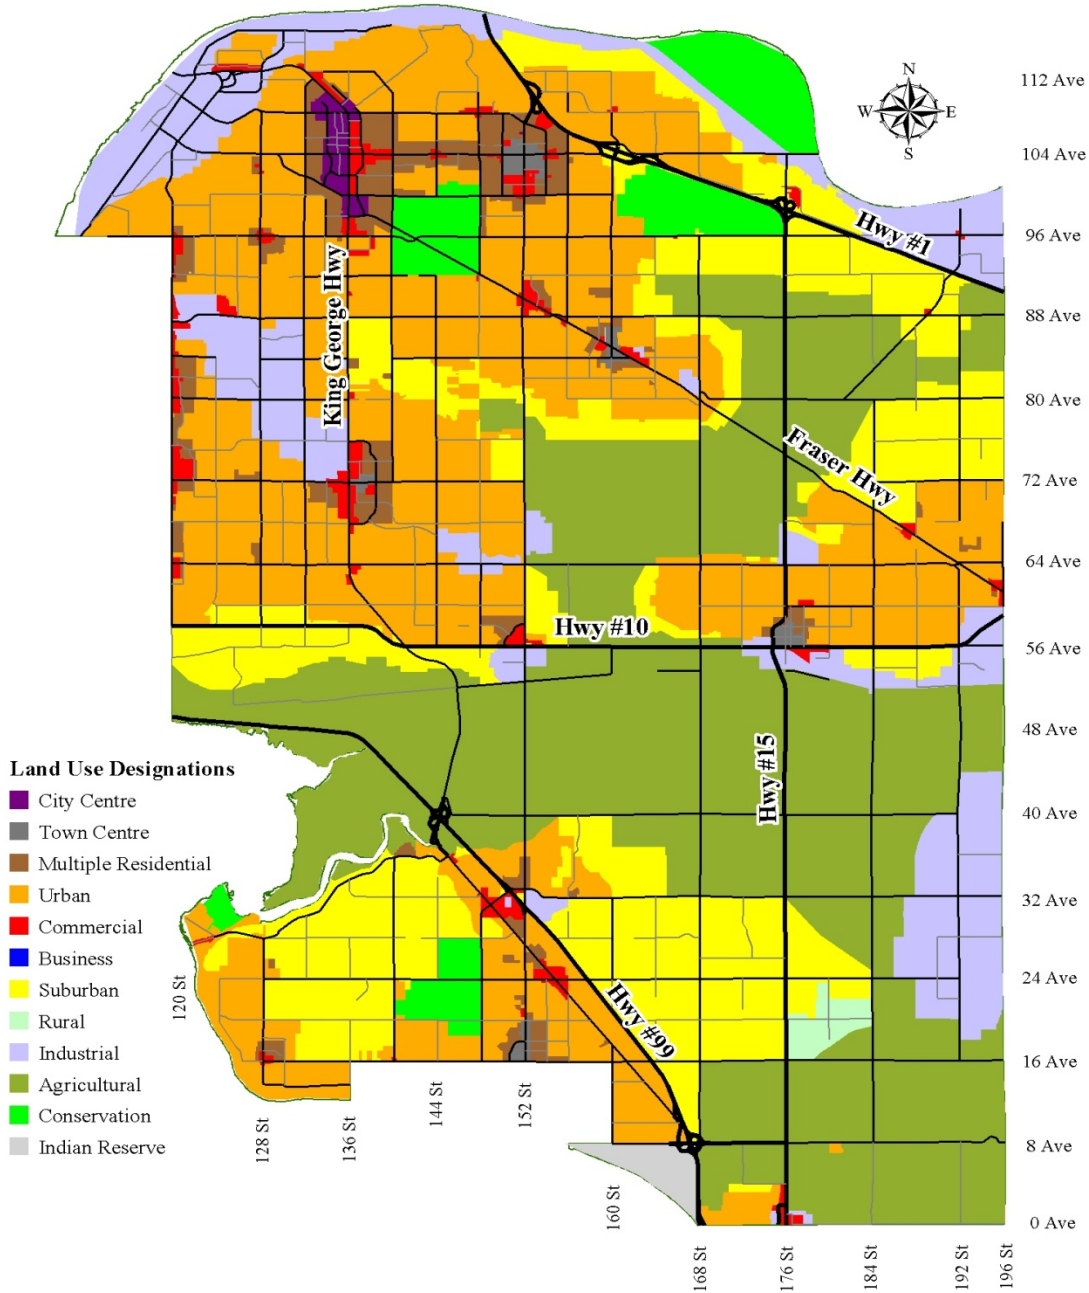 N
W E
S
112 Ave
104 Ave
96 Ave
88 Ave
80 Ave
72 Ave
64 Ave
56 Ave
48 Ave
40 Ave
32 Ave
24 Ave
16 Ave
8 Ave
0 Ave
Hwy #1
King George Hwy
Fraser Hwy
Hwy #10
Hwy #15
Hwy #99
Land Use Designations
City Centre
Town Centre
Multiple Residential
Urban
Commercial
Business
Suburban
Rural
Industrial
Agricultural
Conservation
Indian Reserve
120 St
128 St
136 St
144 St
152 St
160 St
168 St
176 St
184 St
192 St
196 St